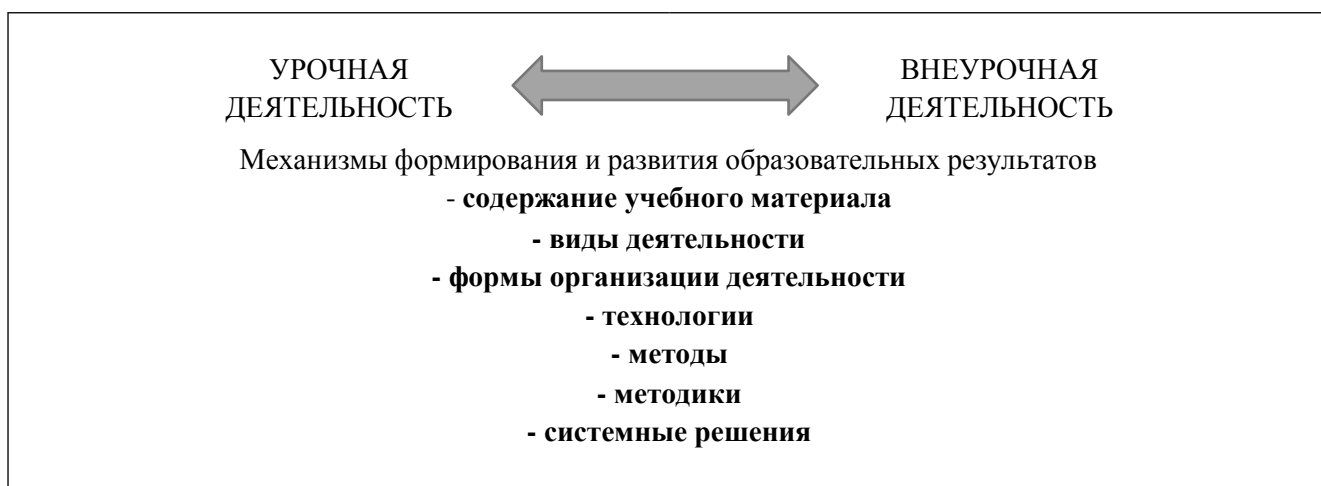 УРОЧНАЯ
ДЕЯТЕЛЬНОСТЬ
ВНЕУРОЧНАЯ
ДЕЯТЕЛЬНОСТЬ
Механизмы формирования и развития образовательных результатов
- содержание учебного материала
- виды деятельности
- формы организации деятельности
- технологии
- методы
- методики
- системные решения